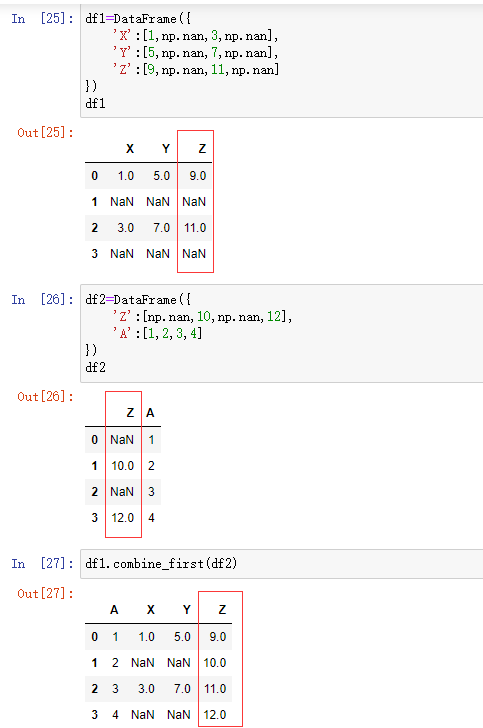 In [25]: df1=DataFrame({
'X':[1,np.nan,3,np.nan],
'Y':[5,np.nan,7,np.nan],
'Z':[9,np.nan,11,np.nan]
})
df1
Out[25]:
X Y Z
0 1.0 5.0 9.0
1 NaN NaN NaN
2 3.0 7.0 11.0
3 NaN NaN NaN
In [26]: df2=DataFrame({
'Z':[np.nan,10,np.nan,12],
'A':[1,2,3,4]
})
df2
Out[26]:
Z A
0 NaN 1
1 10.0 2
2 NaN 3
3 12.0 4
In [27]: df1.combine_first(df2)
Out[27]:
A X Y Z
0 1 1.0 5.0 9.0
1 2 NaN NaN 10.0
2 3 3.0 7.0 11.0
3 4 NaN NaN 12.0